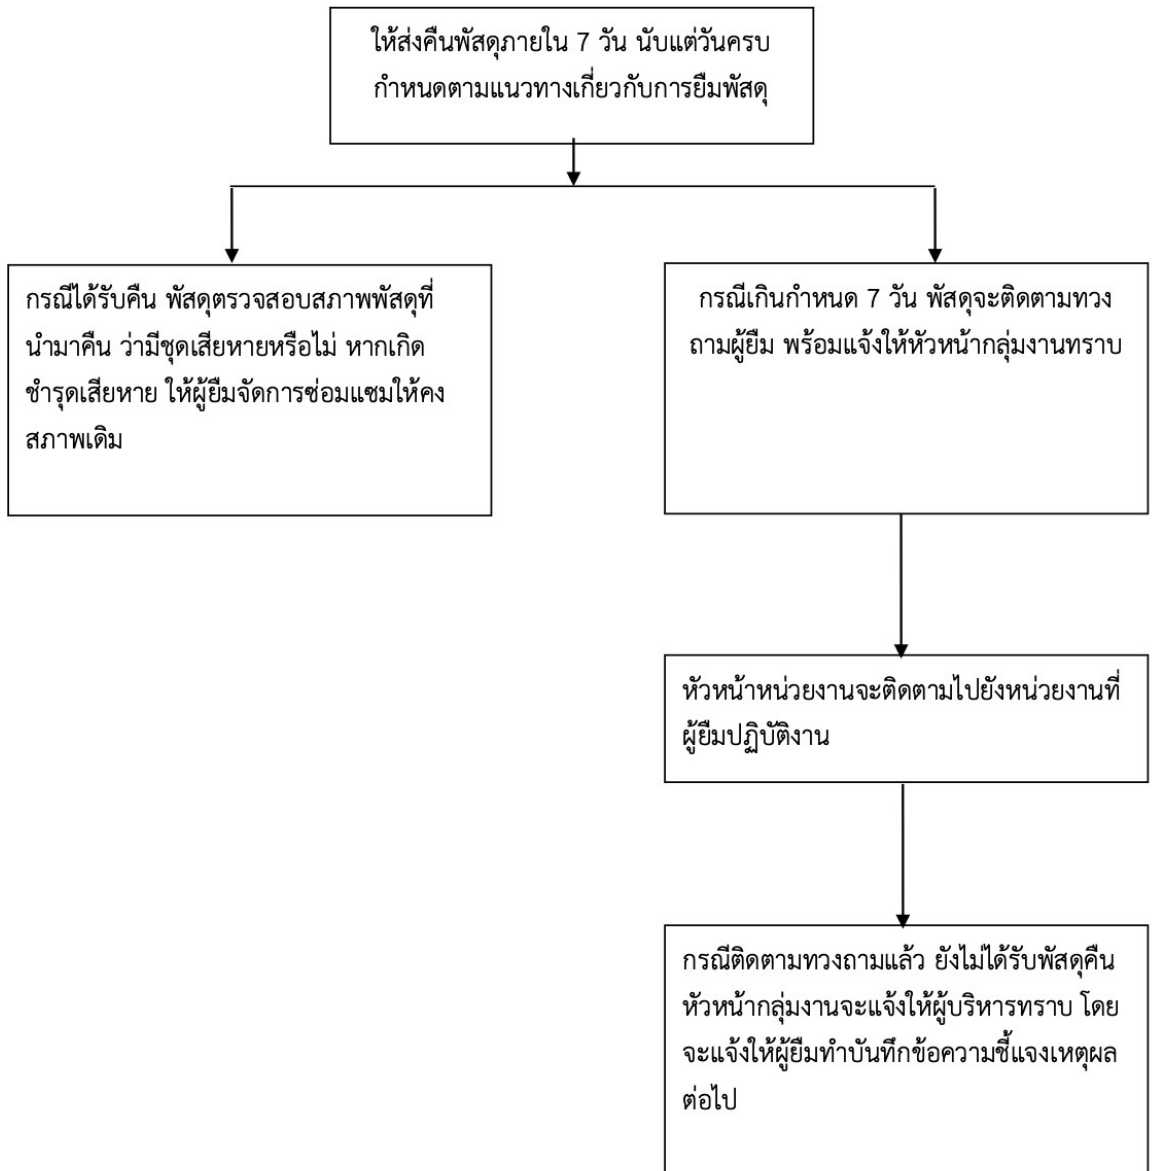 ให้ส่งคืนพัสดุภายใน 7 วัน นับแต่วันครบ
กำหนดตามแนวทางเกี่ยวกับการยืมพัสดุ
กรณีได้รับคืน พัสดุตรวจสอบสภาพพัสดุที่
นำมาคืน ว่ามีชุดเสียหายหรือไม่ หากเกิด
ชำรุดเสียหาย ให้ผู้ยืมจัดการซ่อมแซมให้คง
สภาพเดิม
กรณีเกินกำหนด 7 วัน พัสดุจะติดตามทวง
ถามผู้ยืม พร้อมแจ้งให้หัวหน้ากลุ่มงานทราบ
หัวหน้าหน่วยงานจะติดตามไปยังหน่วยงานที่
ผู้ยืมปฏิบัติงาน
กรณีติดตามทวงถามแล้ว ยังไม่ได้รับพัสดุคืน
หัวหน้ากลุ่มงานจะแจ้งให้ผู้บริหารทราบ โดย
จะแจ้งให้ผู้ยืมทำบันทึกข้อความชี้แจงเหตุผล
ต่อไป